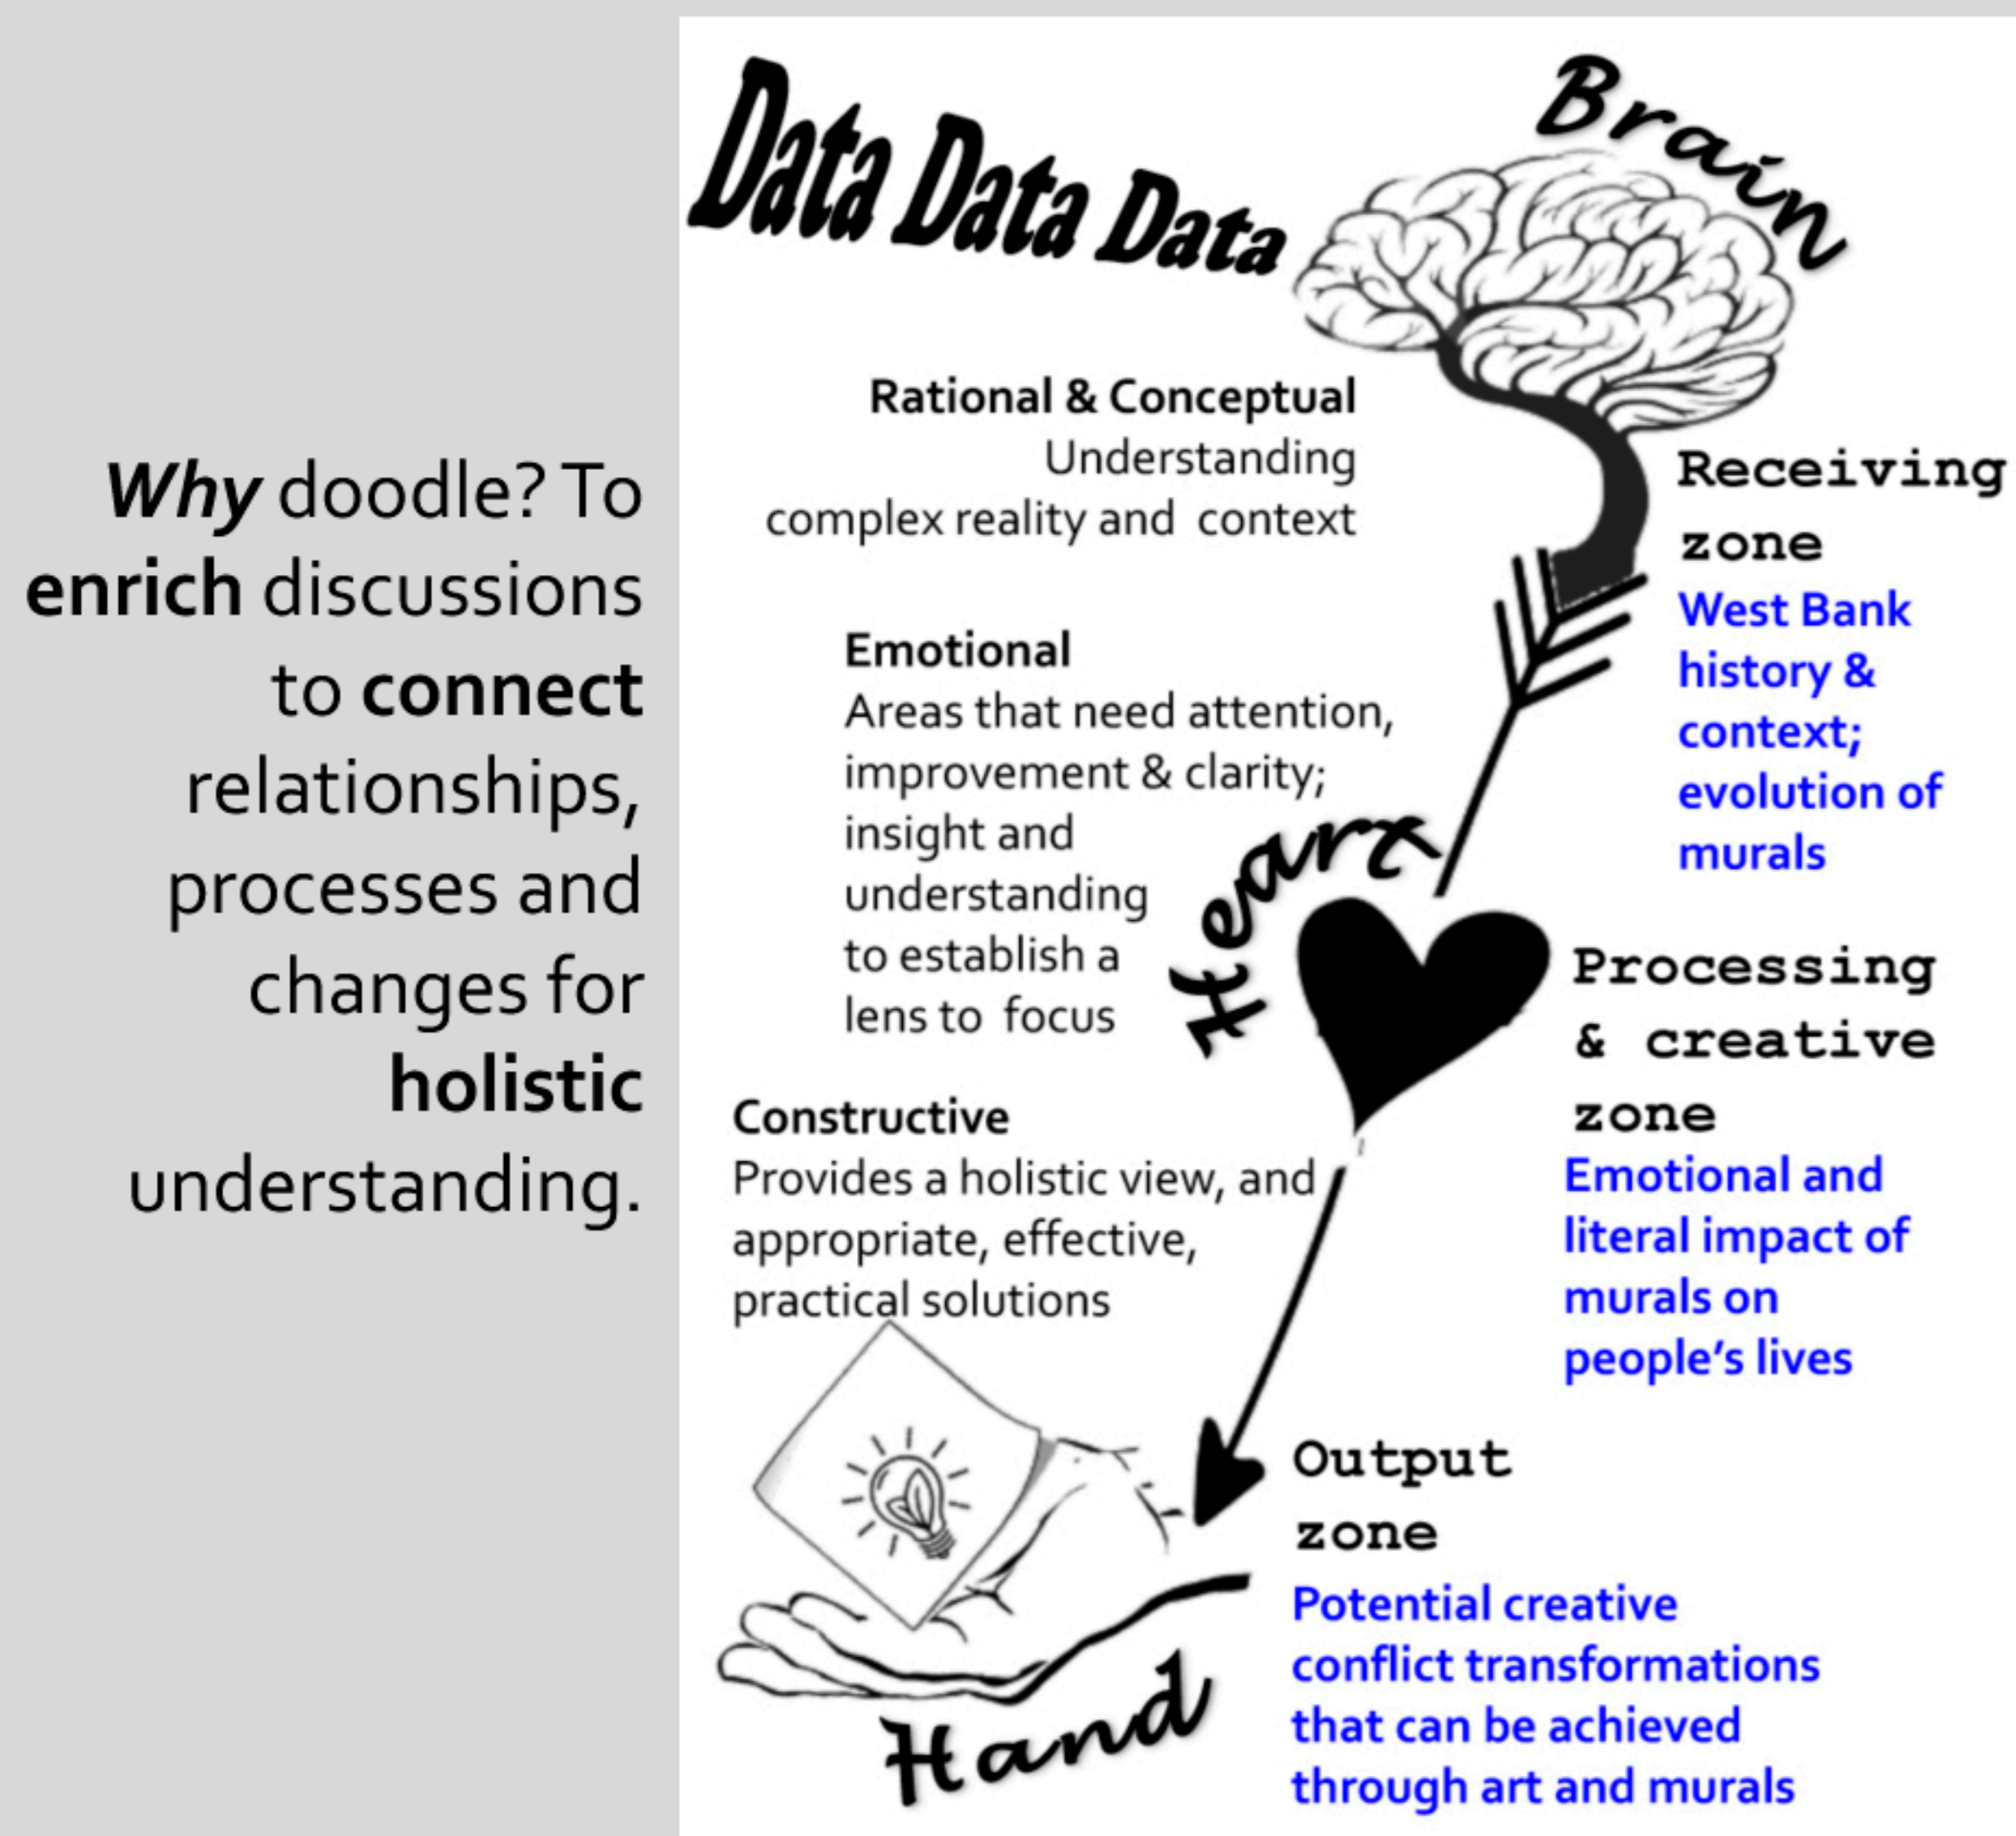 Why doodle? To
enrich discussions
to connect
relationships,
processes and
changes for
holistic
understanding.
Data Data Data
Brain
Rational & Conceptual
Understanding
complex reality and context
Receiving
zone
West Bank
history &
context;
evolution of
murals
Emotional
Areas that need attention,
improvement & clarity;
insight and
understanding
to establish a
lens to focus
Heart
Processing
& creative
zone
Emotional and
literal impact of
murals on
people's lives
Constructive
Provides a holistic view, and
appropriate, effective,
practical solutions
Hand
Output
zone
Potential creative
conflict transformations
that can be achieved
through art and murals